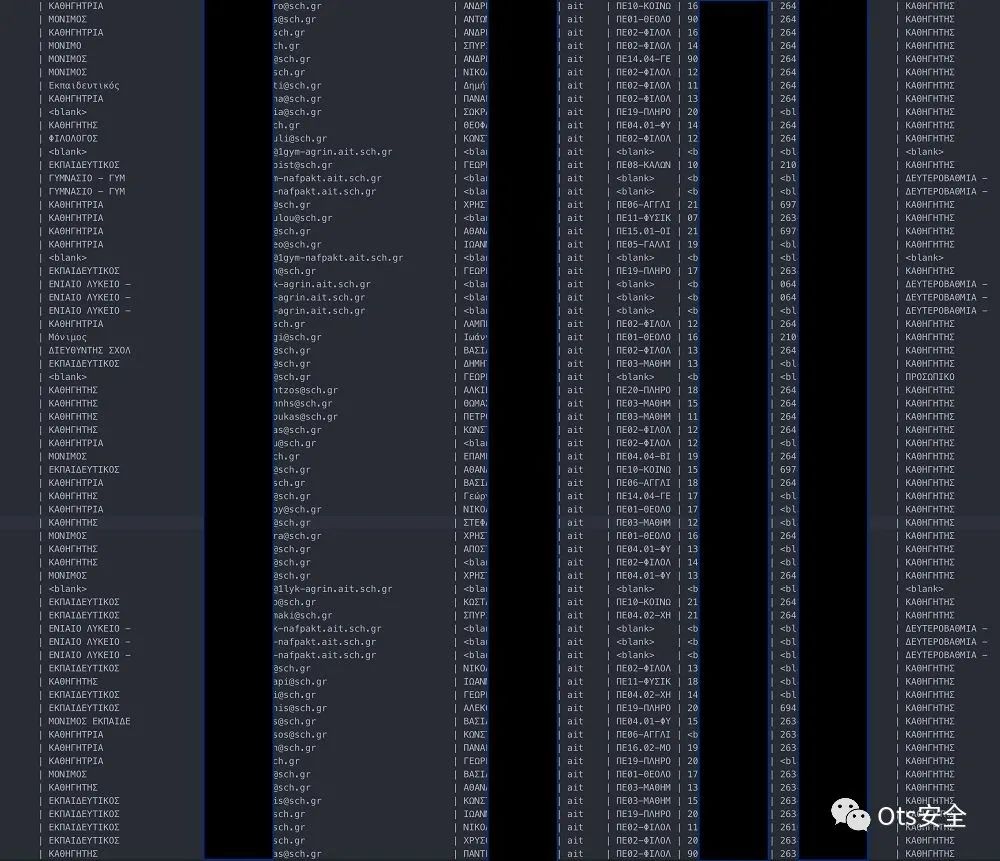 | ΚΑΘΗΓΗΤΡΙΑ ro@sch.gr | ΑΝΔΡ | ait | ΠΕ10-ΚΟΙΝΩ | 16 | 264 | ΚΑΘΗΓΗΤΗΣ
| ΜΟΝΙΜΟΣ s@sch.gr | ΑΝΤΩ | ait | ΠΕ01-ΘΕΟΛΟ | 90 | 264 | ΚΑΘΗΓΗΤΗΣ
| ΚΑΘΗΓΗΤΡΙΑ sch.gr | ΑΝΔΡ | ait | ΠΕ02-ΦΙΛΟΛ | 16 | 264 | ΚΑΘΗΓΗΤΗΣ
| ΜΟΝΙΜΟ sch.gr | ΣΠΥΡ | ait | ΠΕ02-ΦΙΛΟΛ | 14 | 264 | ΚΑΘΗΓΗΤΗΣ
| ΜΟΝΙΜΟΣ @sch.gr | ΑΝΔΡ | ait | ΠΕ14.04-ΓΕ | 90 | 264 | ΚΑΘΗΓΗΤΗΣ
| ΜΟΝΙΜΟΣ sch.gr | ΝΙΚΟ | ait | ΠΕ02-ΦΙΛΟΛ | 12 | 264 | ΚΑΘΗΓΗΤΗΣ
| Εκπαιδευτικός ti@sch.gr | Δημή | ait | ΠΕ02-ΦΙΛΟΛ | 11 | 264 | ΚΑΘΗΓΗΤΗΣ
| ΚΑΘΗΓΗΤΡΙΑ na@sch.gr | ΠΑΝΑ | ait | ΠΕ02-ΦΙΛΟΛ | 13 | 264 | ΚΑΘΗΓΗΤΗΣ
| <blank> ia@sch.gr | ΣΩΚΡ | ait | ΠΕ19-ΠΛΗΡΟ | 20 | <bl | ΚΑΘΗΓΗΤΗΣ
| ΚΑΘΗΓΗΤΗΣ ch.gr | ΘΕΟΦ | ait | ΠΕ04.01-ΦΥ | 14 | 264 | ΚΑΘΗΓΗΤΗΣ
| ΦΙΛΟΛΟΓΟΣ uli@sch.gr | ΚΩΝΣ | ait | ΠΕ02-ΦΙΛΟΛ | 12 | 264 | ΚΑΘΗΓΗΤΗΣ
| <blank> @1gym-agrin.ait.sch.gr | <bla | ait | <blank> | <b | <bl | <blank>
| ΕΚΠΑΙΔΕΥΤΙΚΟΣ pist@sch.gr | ΓΕΩΡ | ait | ΠΕ08-ΚΑΛΩΝ | 10 | 210 | ΚΑΘΗΓΗΤΗΣ
| ΓΥΜΝΑΣΙΟ - ΓΥΜ m-nafpakt.ait.sch.gr | <bla | ait | <blank> | <b | <bl | ΔΕΥΤΕΡΟΒΑΘΜΙΑ -
| ΓΥΜΝΑΣΙΟ - ΓΥΜ -nafpakt.ait.sch.gr | <bla | ait | <blank> | <b | <bl | ΔΕΥΤΕΡΟΒΑΘΜΙΑ -
| ΚΑΘΗΓΗΤΡΙΑ @sch.gr | ΧΡΗΣ | ait | ΠΕ06-ΑΓΓΛΙ | 21 | 697 | ΚΑΘΗΓΗΤΗΣ
| ΚΑΘΗΓΗΤΡΙΑ ulou@sch.gr | <bla | ait | ΠΕ11-ΦΥΣΙΚ | 07 | 263 | ΚΑΘΗΓΗΤΗΣ
| ΚΑΘΗΓΗΤΡΙΑ @sch.gr | ΑΘΑΝ | ait | ΠΕ15.01-ΟΙ | 21 | 697 | ΚΑΘΗΓΗΤΗΣ
| ΚΑΘΗΓΗΤΡΙΑ eo@sch.gr | ΙΩΑΝ | ait | ΠΕ05-ΓΑΛΛΙ | 19 | <bl | ΚΑΘΗΓΗΤΗΣ
| <blank> @1gym-nafpakt.ait.sch.gr | <bla | ait | <blank> | <b | <bl | <blank>
| ΕΚΠΑΙΔΕΥΤΙΚΟΣ n@sch.gr | ΓΕΩΡ | ait | ΠΕ19-ΠΛΗΡΟ | 17 | 263 | ΚΑΘΗΓΗΤΗΣ
| ΕΝΙΑΙΟ ΛΥΚΕΙΟ - k-agrin.ait.sch.gr | <bla | ait | <blank> | <b | 064 | ΔΕΥΤΕΡΟΒΑΘΜΙΑ -
| ΕΝΙΑΙΟ ΛΥΚΕΙΟ - -agrin.ait.sch.gr | <bla | ait | <blank> | <b | 064 | ΔΕΥΤΕΡΟΒΑΘΜΙΑ -
| ΕΝΙΑΙΟ ΛΥΚΕΙΟ - -agrin.ait.sch.gr | <bla | ait | <blank> | <b | <bl | ΔΕΥΤΕΡΟΒΑΘΜΙΑ -
| ΚΑΘΗΓΗΤΡΙΑ sch.gr | ΛΑΜΠ | ait | ΠΕ02-ΦΙΛΟΛ | 12 | 264 | ΚΑΘΗΓΗΤΗΣ
| Μόνιμος gi@sch.gr | Ιωάν | ait | ΠΕ01-ΘΕΟΛΟ | 16 | 210 | ΚΑΘΗΓΗΤΗΣ
| ΔΙΕΥΘΥΝΤΗΣ ΣΧΟΛ @sch.gr | ΒΑΣΙ | ait | ΠΕ02-ΦΙΛΟΛ | 13 | 264 | ΚΑΘΗΓΗΤΗΣ
| ΕΚΠΑΙΔΕΥΤΙΚΟΣ @sch.gr | ΔΗΜΗ | ait | ΠΕ03-ΜΑΘΗΜ | 13 | <bl | ΚΑΘΗΓΗΤΗΣ
| <blank> @sch.gr | ΓΕΩΡ | ait | <blank> | <b | <bl | ΠΡΟΣΩΠΙΚΟ
| ΚΑΘΗΓΗΤΗΣ ntzos@sch.gr | ΑΛΚΙ | ait | ΠΕ20-ΠΛΗΡΟ | 18 | 264 | ΚΑΘΗΓΗΤΗΣ
| ΚΑΘΗΓΗΤΗΣ nnhs@sch.gr | ΘΩΜΑ | ait | ΠΕ03-ΜΑΘΗΜ | 15 | 264 | ΚΑΘΗΓΗΤΗΣ
| ΚΑΘΗΓΗΤΗΣ oukas@sch.gr | ΠΕΤΡ | ait | ΠΕ03-ΜΑΘΗΜ | 11 | 264 | ΚΑΘΗΓΗΤΗΣ
| ΚΑΘΗΓΗΤΗΣ as@sch.gr | ΚΩΝΣ | ait | ΠΕ02-ΦΙΛΟΛ | 12 | 264 | ΚΑΘΗΓΗΤΗΣ
| ΚΑΘΗΓΗΤΡΙΑ u@sch.gr | <bla | ait | ΠΕ02-ΦΙΛΟΛ | 12 | <bl | ΚΑΘΗΓΗΤΗΣ
| ΜΟΝΙΜΟΣ ch.gr | ΕΠΑΜ | ait | ΠΕ04.04-ΒΙ | 19 | 264 | ΚΑΘΗΓΗΤΗΣ
| ΕΚΠΑΙΔΕΥΤΙΚΟΣ @sch.gr | ΑΘΑΝ | ait | ΠΕ10-ΚΟΙΝΩ | 15 | 697 | ΚΑΘΗΓΗΤΗΣ
| ΚΑΘΗΓΗΤΡΙΑ sch.gr | ΒΑΣΙ | ait | ΠΕ06-ΑΓΓΛΙ | 18 | 264 | ΚΑΘΗΓΗΤΗΣ
| ΚΑΘΗΓΗΤΗΣ @sch.gr | Γεώρ | ait | ΠΕ14.04-ΓΕ | 17 | <bl | ΚΑΘΗΓΗΤΗΣ
| ΚΑΘΗΓΗΤΡΙΑ oy@sch.gr | ΝΙΚΟ | ait | ΠΕ01-ΘΕΟΛΟ | 17 | <bl | ΚΑΘΗΓΗΤΗΣ
| ΚΑΘΗΓΗΤΗΣ @sch.gr | ΣΤΕΦ | ait | ΠΕ03-ΜΑΘΗΜ | 12 | <bl | ΚΑΘΗΓΗΤΗΣ
| ΜΟΝΙΜΟΣ ra@sch.gr | ΧΡΗΣ | ait | ΠΕ01-ΘΕΟΛΟ | 16 | 264 | ΚΑΘΗΓΗΤΗΣ
| ΚΑΘΗΓΗΤΗΣ @sch.gr | ΑΠΟΣ | ait | ΠΕ04.01-ΦΥ | 13 | 264 | ΚΑΘΗΓΗΤΗΣ
| ΚΑΘΗΓΗΤΗΣ @sch.gr | <bla | ait | ΠΕ02-ΦΙΛΟΛ | 14 | <bl | ΚΑΘΗΓΗΤΗΣ
| ΜΟΝΙΜΟΣ @sch.gr | ΧΡΗΣ | ait | ΠΕ04.01-ΦΥ | 13 | 264 | ΚΑΘΗΓΗΤΗΣ
| <blank> @1lyk-agrin.ait.sch.gr | <bla | ait | <blank> | <b | <bl | <blank>
| ΕΚΠΑΙΔΕΥΤΙΚΟΣ o@sch.gr | ΚΩΣΤ | ait | ΠΕ10-ΚΟΙΝΩ | 21 | 264 | ΚΑΘΗΓΗΤΗΣ
| ΕΚΠΑΙΔΕΥΤΙΚΟΣ maki@sch.gr | ΣΠΥΡ | ait | ΠΕ04.02-ΧΗ | 21 | 264 | ΚΑΘΗΓΗΤΗΣ
| ΕΝΙΑΙΟ ΛΥΚΕΙΟ - k-nafpakt.ait.sch.gr | <bla | ait | <blank> | <b | <bl | ΔΕΥΤΕΡΟΒΑΘΜΙΑ -
| ΕΝΙΑΙΟ ΛΥΚΕΙΟ - -nafpakt.ait.sch.gr | <bla | ait | <blank> | <b | <bl | ΔΕΥΤΕΡΟΒΑΘΜΙΑ -
| ΕΝΙΑΙΟ ΛΥΚΕΙΟ - -nafpakt.ait.sch.gr | <bla | ait | <blank> | <b | <bl | ΔΕΥΤΕΡΟΒΑΘΜΙΑ -
| ΕΚΠΑΙΔΕΥΤΙΚΟΣ @sch.gr | ΝΙΚΟ | ait | ΠΕ02-ΦΙΛΟΛ | 13 | <bl | ΚΑΘΗΓΗΤΗΣ
| ΚΑΘΗΓΗΤΗΣ api@sch.gr | ΙΩΑΝ | ait | ΠΕ11-ΦΥΣΙΚ | 18 | <bl | ΚΑΘΗΓΗΤΗΣ
| ΕΚΠΑΙΔΕΥΤΙΚΟΣ i@sch.gr | ΓΕΩΡ | ait | ΠΕ04.02-ΧΗ | 14 | <bl | ΚΑΘΗΓΗΤΗΣ
| ΕΚΠΑΙΔΕΥΤΙΚΟΣ nis@sch.gr | ΑΛΕΚ | ait | ΠΕ19-ΠΛΗΡΟ | 20 | 694 | ΚΑΘΗΓΗΤΗΣ
| ΜΟΝΙΜΟΣ ΕΚΠΑΙΔΕ s@sch.gr | ΒΑΣΙ | ait | ΠΕ04.01-ΦΥ | 15 | 263 | ΚΑΘΗΓΗΤΗΣ
| ΚΑΘΗΓΗΤΡΙΑ sos@sch.gr | ΚΩΝΣ | ait | ΠΕ06-ΑΓΓΛΙ | <b | 263 | ΚΑΘΗΓΗΤΗΣ
| ΚΑΘΗΓΗΤΡΙΑ n@sch.gr | ΠΑΝΑ | ait | ΠΕ16.02-ΜΟ | 19 | 263 | ΚΑΘΗΓΗΤΗΣ
| ΚΑΘΗΓΗΤΡΙΑ ch.gr | ΓΕΩΡ | ait | ΠΕ19-ΠΛΗΡΟ | 20 | <bl | ΚΑΘΗΓΗΤΗΣ
| ΜΟΝΙΜΟΣ @sch.gr | ΒΑΣΙ | ait | ΠΕ01-ΘΕΟΛΟ | 17 | 263 | ΚΑΘΗΓΗΤΗΣ
| ΚΑΘΗΓΗΤΗΣ @sch.gr | ΑΘΑΝ | ait | ΠΕ03-ΜΑΘΗΜ | 13 | 263 | ΚΑΘΗΓΗΤΗΣ
| ΕΚΠΑΙΔΕΥΤΙΚΟΣ is@sch.gr | ΚΩΝΣ | ait | ΠΕ03-ΜΑΘΗΜ | 15 | 263 | ΚΑΘΗΓΗΤΗΣ
| ΕΚΠΑΙΔΕΥΤΙΚΟΣ @sch.gr | ΙΩΑΝ | ait | ΠΕ19-ΠΛΗΡΟ | 20 | 263 | ΚΑΘΗΓΗΤΗΣ
| ΕΚΠΑΙΔΕΥΤΙΚΟΣ @sch.gr | ΝΙΚΟ | ait | ΠΕ02-ΦΙΛΟΛ | 11 | 261 | ΚΑΘΗΓΗΤΗΣ
| ΕΚΠΑΙΔΕΥΤΙΚΟΣ @sch.gr | ΧΡΥΣ | ait | ΠΕ02-ΦΙΛΟΛ | 20 | 263 | ΚΑΘΗΓΗΤΗΣ
| ΚΑΘΗΓΗΤΗΣ as@sch.gr | ΠΑΝΤ | ait | ΠΕ02-ΦΙΛΟΛ | 90 | 263 | ΚΑΘΗΓΗΤΗΣ
Ots安全